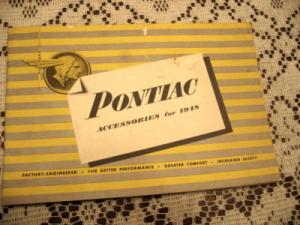 PONTIAC
ACCESSORIES for 1948
FACTORY-ENGINEERED • FOR BETTER PERFORMANCE • GREATER COMFORT • INCREASED SAFETY